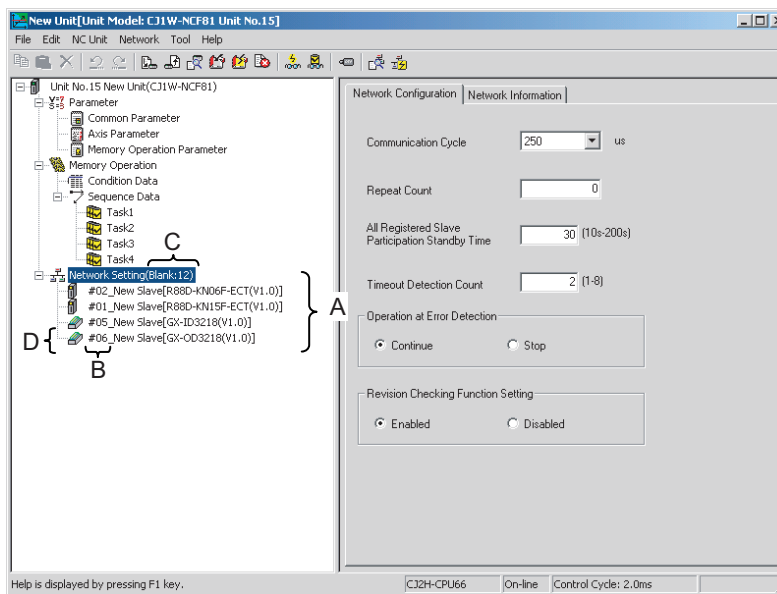 New Unit[Unit Model: CJ1W-NCF81 Unit No.15]
File Edit NC Unit Network Tool Help
Unit No.15 New Unit(CJ1W-NCF81)
Parameter
Common Parameter
Axis Parameter
Memory Operation Parameter
Memory Operation
Condition Data
Sequence Data
Task1
Task2
Task3
Task4
C
Network Setting(Blank:12)
#02_New Slave[R88D-KN06F-ECT(V1.0)]
#01_New Slave[R88D-KN15F-ECT(V1.0)]
#05_New Slave[GX-ID3218(V1.0)]
#06_New Slave[GX-OD3218(V1.0)]
A
D
B
Network Configuration Network Information
Communication Cycle 250 us
Repeat Count 0
All Registered Slave
Participation Standby Time 30 (10s-200s)
Timeout Detection Count 2 (1-8)
Operation at Error Detection
Continue Stop
Revision Checking Function Setting
Enabled Disabled
Help is displayed by pressing F1 key. CJ2H-CPU66 On-line Control Cycle: 2.0ms